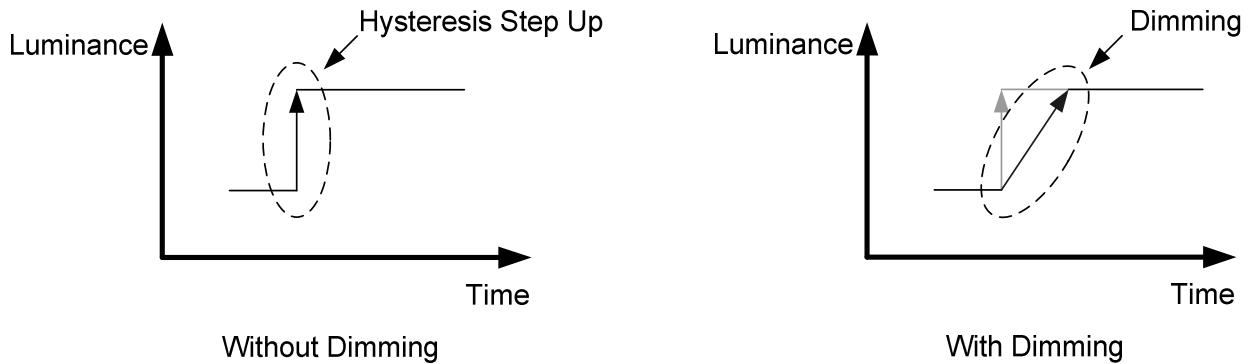 Hysteresis Step Up
Luminance
Time
Without Dimming
Dimming
Luminance
Time
With Dimming